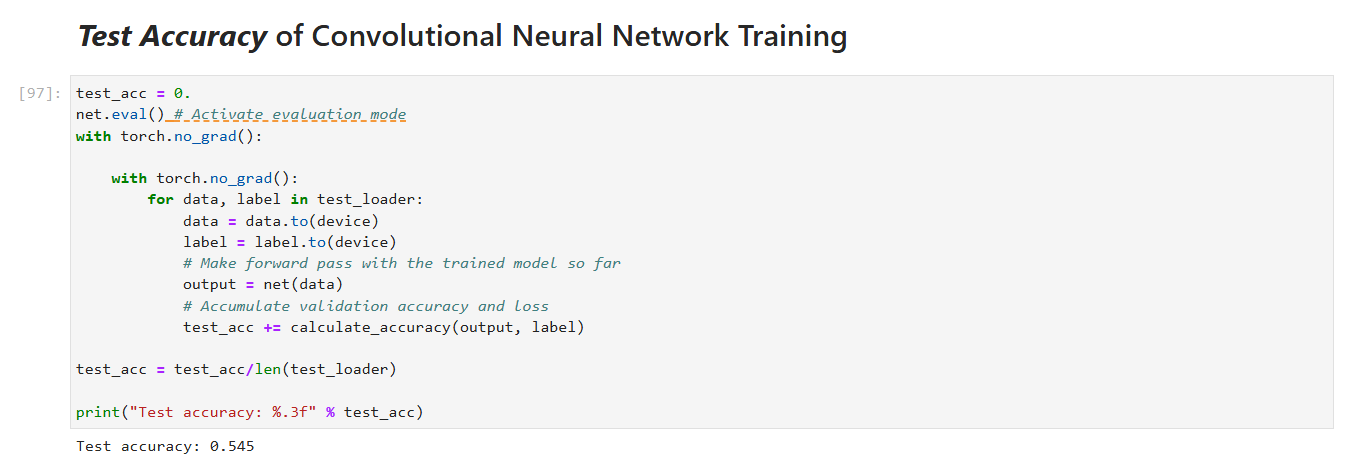 Test Accuracy of Convolutional Neural Network Training
[97]:
test_acc = 0.
net.eval() # Activate evaluation mode
with torch.no_grad():
with torch.no_grad():
for data, label in test_loader:
data = data.to(device)
label = label.to(device)
# Make forward pass with the trained model so far
output = net(data)
# Accumulate validation accuracy and loss
test_acc += calculate_accuracy(output, label)
test_acc = test_acc/len(test_loader)
print("Test accuracy: %.3f" % test_acc)
Test accuracy: 0.545